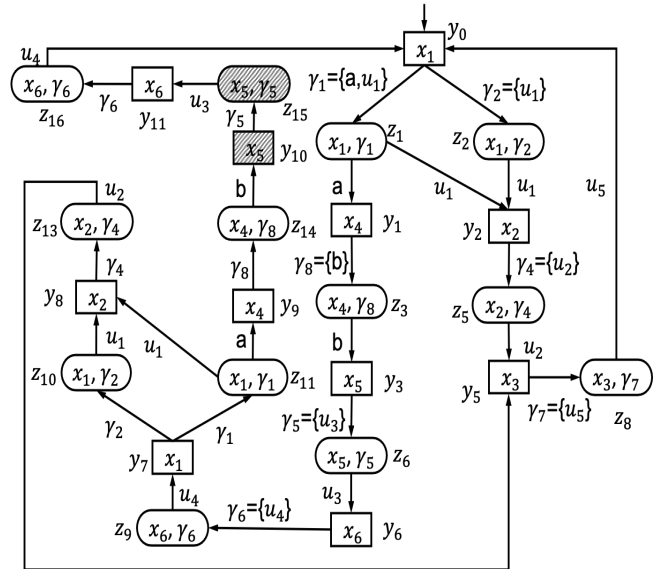 y₀
x₁
u₄
x₆, γ₆
z₁₆
γ₆
x₆
y₁₁
u₃
x₅, γ₅
z₁₅
γ₅
x₅
y₁₀
b
γ₁={a,u₁}
γ₂={u₁}
x₁, γ₁
z₁
z₂
x₁, γ₂
u₁
u₁
u₅
a
x₄
y₁
y₂
x₂
γ₈={b}
γ₄={u₂}
x₄, γ₈
z₃
z₅
x₂, γ₄
b
u₂
x₅
y₃
y₅
x₃
γ₇={u₅}
x₃, γ₇
z₈
γ₅={u₃}
x₅, γ₅
z₆
u₃
x₆
y₆
γ₆={u₄}
u₂
z₁₃
x₂, γ₄
x₄, γ₈
z₁₄
γ₄
γ₈
y₈
x₂
x₄
y₉
u₁
u₁
a
z₁₀
x₁, γ₂
x₁, γ₁
z₁₁
γ₂
γ₁
y₇
x₁
u₄
z₉
x₆, γ₆